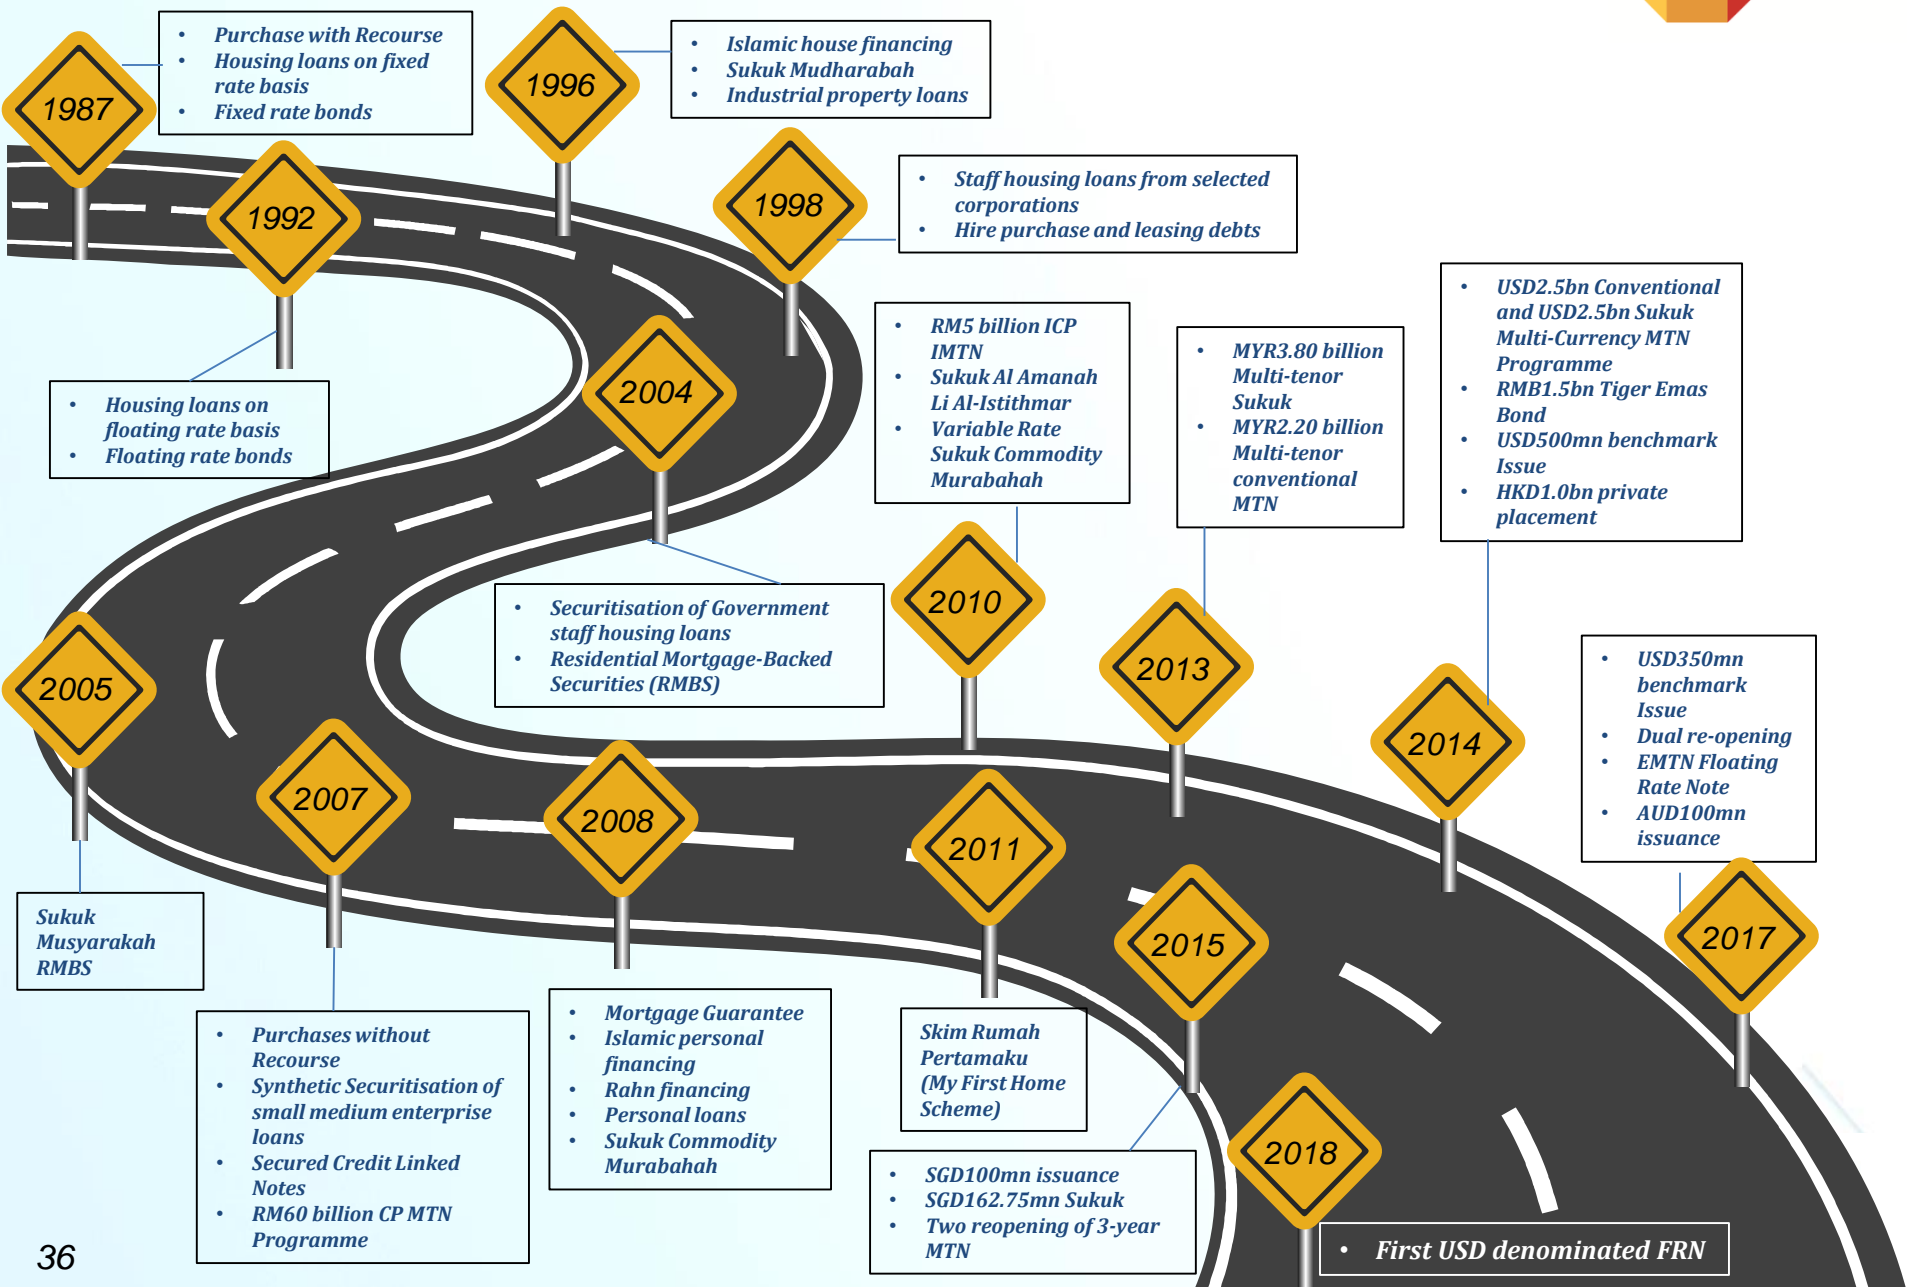 1987
• Purchase with Recourse
• Housing loans on fixed
rate basis
• Fixed rate bonds
1992
• Housing loans on
floating rate basis
• Floating rate bonds
1996
• Islamic house financing
• Sukuk Mudharabah
• Industrial property loans
1998
• Staff housing loans from selected
corporations
• Hire purchase and leasing debts
2004
• Securitisation of Government
staff housing loans
• Residential Mortgage-Backed
Securities (RMBS)
2005
Sukuk
Musyarakah
RMBS
2007
• Purchases without
Recourse
• Synthetic Securitisation of
small medium enterprise
loans
• Secured Credit Linked
Notes
• RM60 billion CP MTN
Programme
2008
• Mortgage Guarantee
• Islamic personal
financing
• Rahn financing
• Personal loans
• Sukuk Commodity
Murabahah
2010
• RM5 billion ICP
IMTN
• Sukuk Al Amanah
Li Al-Istithmar
• Variable Rate
Sukuk Commodity
Murabahah
2011
Skim Rumah
Pertamaku
(My First Home
Scheme)
2013
• MYR3.80 billion
Multi-tenor
Sukuk
• MYR2.20 billion
Multi-tenor
conventional
MTN
2014
• USD2.5bn Conventional
and USD2.5bn Sukuk
Multi-Currency MTN
Programme
• RMB1.5bn Tiger Emas
Bond
• USD500mn benchmark
Issue
• HKD1.0bn private
placement
2015
• SGD100mn issuance
• SGD162.75mn Sukuk
• Two reopening of 3-year
MTN
2017
• USD350mn
benchmark
Issue
• Dual re-opening
• EMTN Floating
Rate Note
• AUD100mn
issuance
2018
• First USD denominated FRN
36